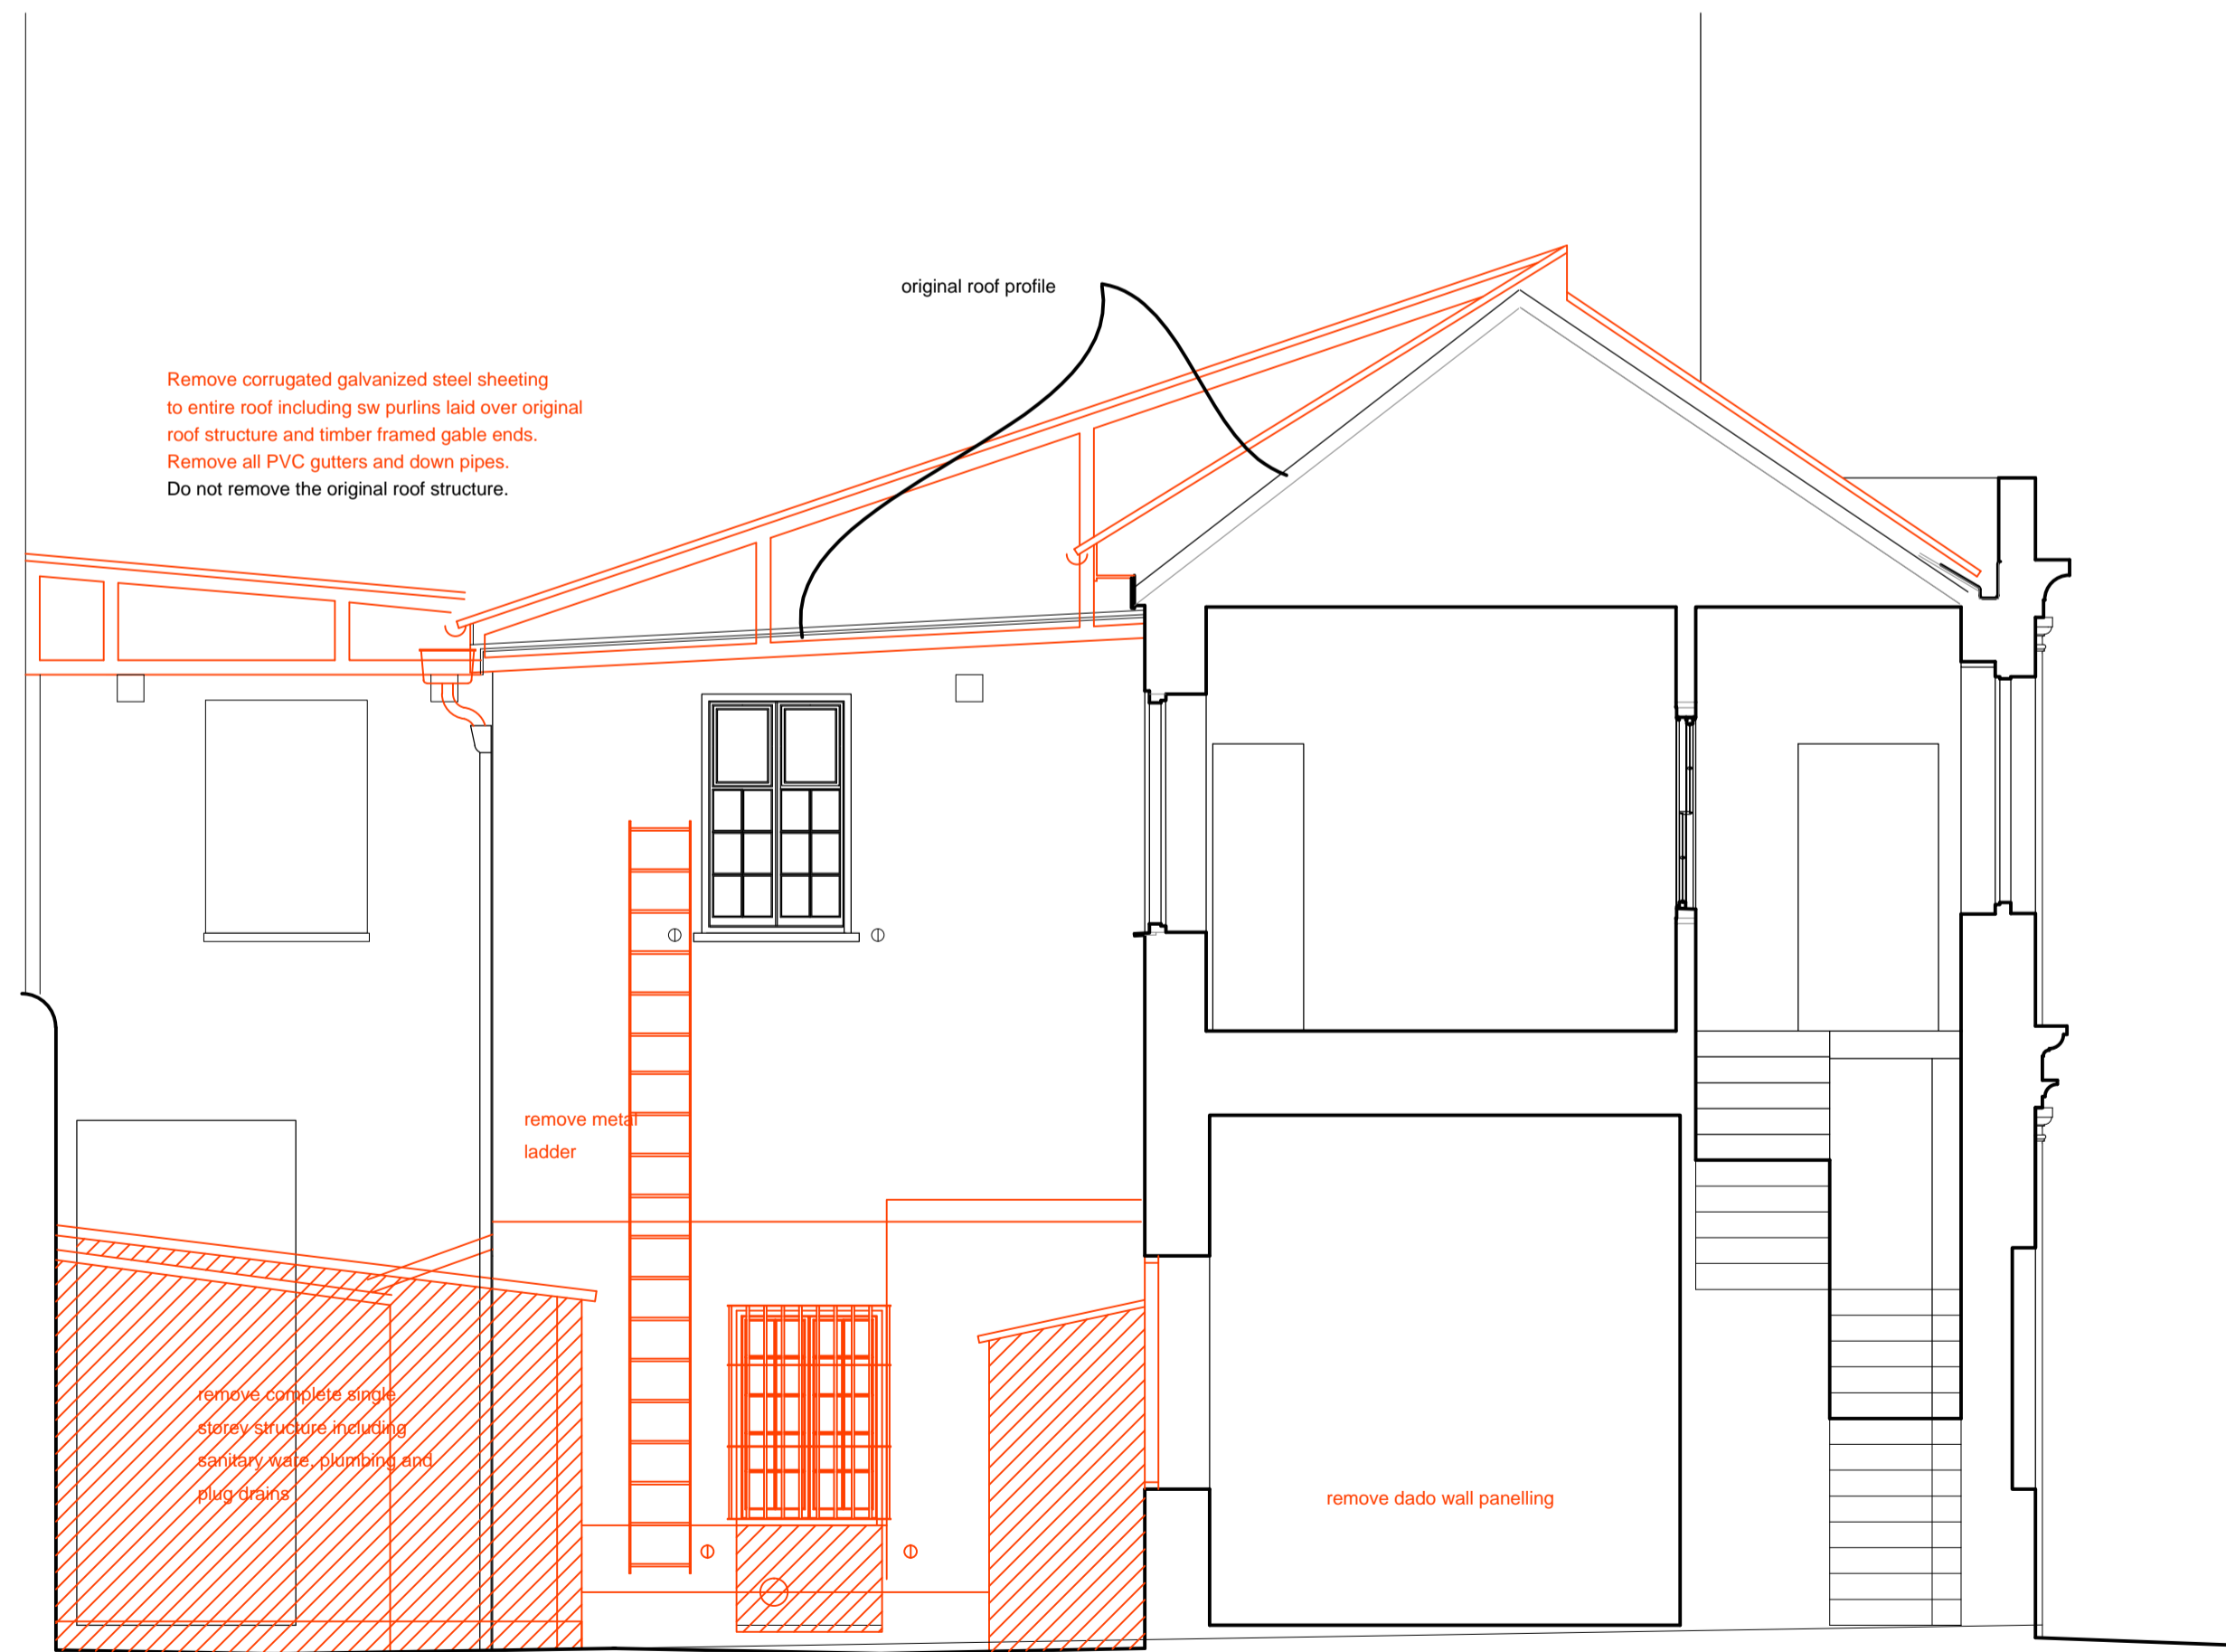 original roof profile
Remove corrugated galvanized steel sheeting
to entire roof including sw purlins laid over original
roof structure and timber framed gable ends.
Remove all PVC gutters and down pipes.
Do not remove the original roof structure.
remove metal
ladder
remove complete single
storey structure including
sanitary ware, plumbing and
plug drains
remove dado wall panelling